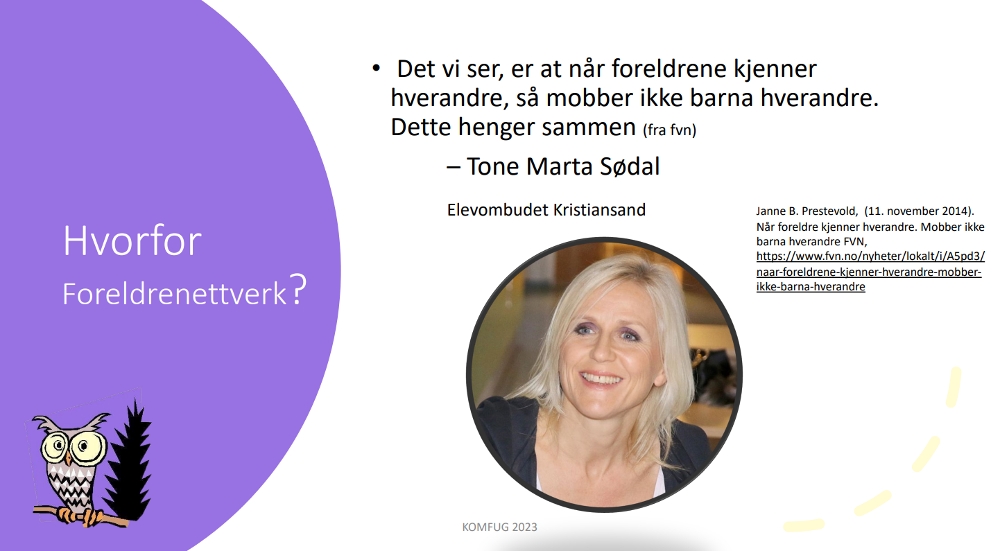 Hvorfor
Foreldrenettverk?
• Det vi ser, er at når foreldrene kjenner
hverandre, så mobber ikke barna hverandre.
Dette henger sammen (fra fvn)
– Tone Marta Sødal
Elevombudet Kristiansand
Janne B. Prestevold, (11. november 2014).
Når foreldre kjenner hverandre. Mobber ikke
barna hverandre FVN,
https://www.fvn.no/nyheter/lokalt/i/A5pd3/
naar-foreldrene-kjenner-hverandre-mobber-
ikke-barna-hverandre
KOMFUG 2023